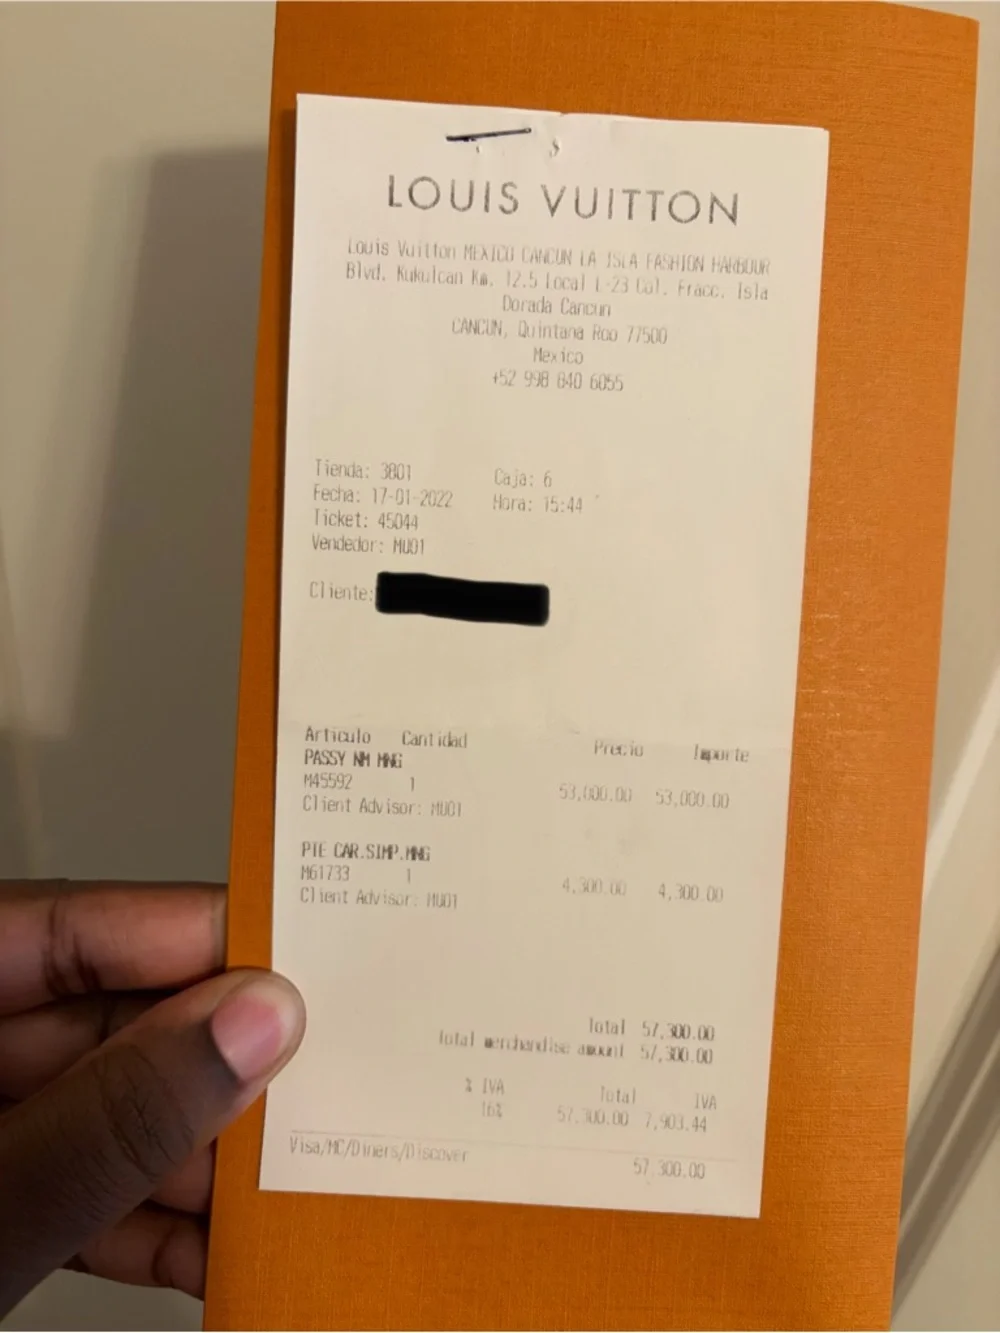 LOUIS VUITTON
Louis Vuitton MEXICO CANCUN LA ISLA FASHION HARBOUR
Blvd. Kukulcan Km. 12.5 Local L-23 Col. Fracc. Isla
Dorada Cancun
CANCUN, Quintana Roo 77500
Mexico
+52 998 840 6055
Tienda: 3801 Caja: 6
Fecha: 17-01-2022 Hora: 15:44
Ticket: 45044
Vendedor: MU01
Cliente:
Articulo Cantidad Precio Importe
PASSY NM MNG
M45592 1 53,000.00 53,000.00
Client Advisor: MU01
PTE CAR.SIMP.MNG
M61733 1 4,300.00 4,300.00
Client Advisor: MU01
Total 57,300.00
Total merchandise amount 57,300.00
% IVA Total IVA
16% 57,300.00 7,903.44
Visa/MC/Diners/Discover 57,300.00